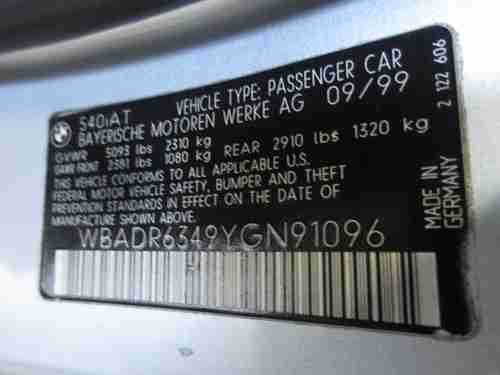 540iAT VEHICLE TYPE: PASSENGER CAR
BAYERISCHE MOTOREN WERKE AG 09/99
GVWR 5093 lbs 2310 kg
GAWR FRONT 2381 lbs 1080 kg REAR 2910 lbs 1320 kg
THIS VEHICLE CONFORMS TO ALL APPLICABLE U.S.
FEDERAL MOTOR VEHICLE SAFETY, BUMPER AND THEFT
PREVENTION STANDARDS IN EFFECT ON THE DATE OF
MANUFACTURE SHOWN ABOVE.
WBADR6349YGN91096
MADE IN
GERMANY
2 122 606